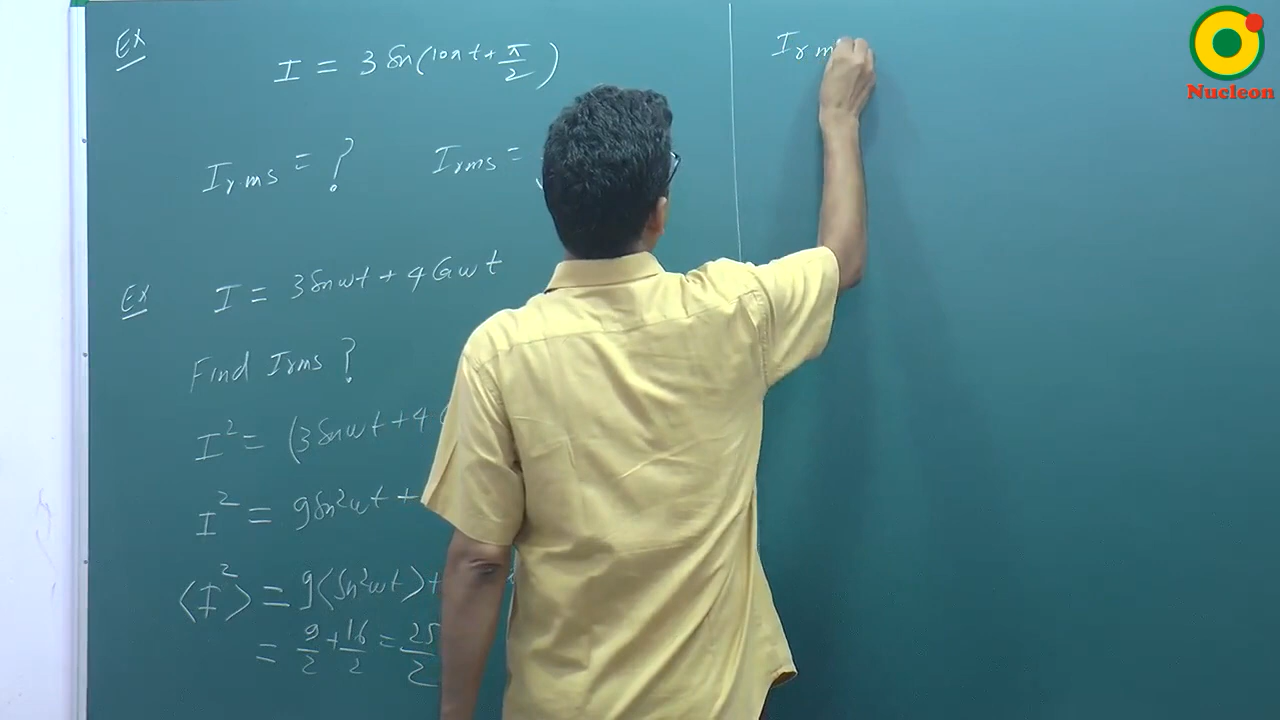 Ex
I = 3 Sin(10πt + π/2)
Irms = ? Irms =
Ex I = 3 Sinωt + 4 Cosωt
Find Irms ?
I² = (3 Sinωt + 4
I² = 9 Sin²ωt +
⟨I²⟩ = 9⟨Sin²ωt⟩ +
= 9/2 + 16/2 = 25/2
Irm
Nucleon